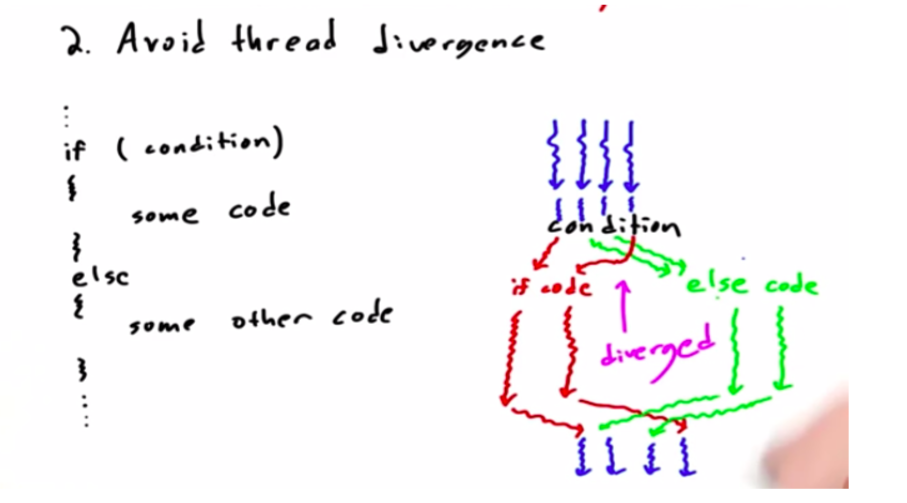 2. Avoid thread divergence
...
if (condition)
{
some code
}
else
{
some other code
}
...
condition
if code
else code
diverged